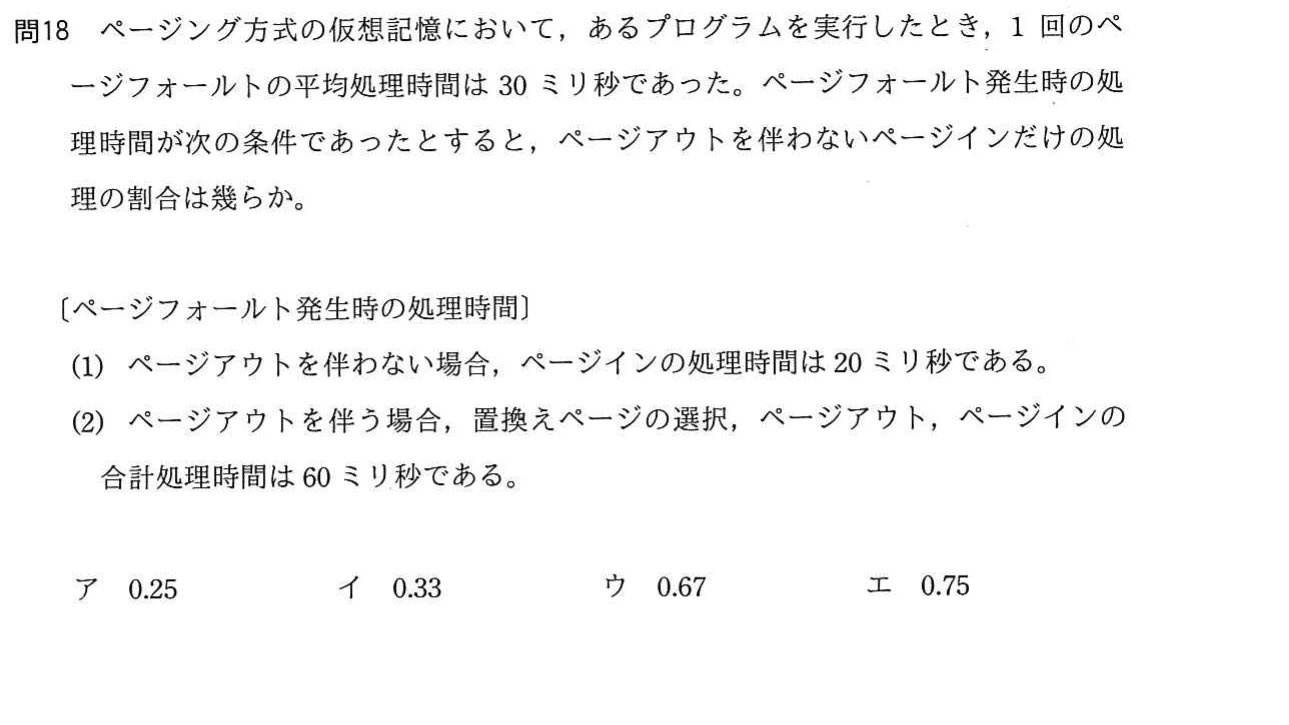 問18 ページング方式の仮想記憶において，あるプログラムを実行したとき，1 回のペ
ージフォールトの平均処理時間は 30 ミリ秒であった。ページフォールト発生時の処
理時間が次の条件であったとすると，ページアウトを伴わないページインだけの処
理の割合は幾らか。
〔ページフォールト発生時の処理時間〕
(1) ページアウトを伴わない場合，ページインの処理時間は 20 ミリ秒である。
(2) ページアウトを伴う場合，置換えページの選択，ページアウト，ページインの
合計処理時間は 60 ミリ秒である。
ア 0.25 イ 0.33 ウ 0.67 エ 0.75